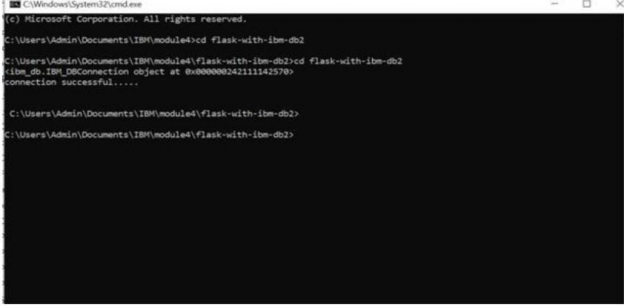 C:\Windows\System32\cmd.exe
(c) Microsoft Corporation. All rights reserved.
C:\Users\Admin\Documents\IBM\module4>cd flask-with-ibm-db2
C:\Users\Admin\Documents\IBM\module4\flask-with-ibm-db2>cd flask-with-ibm-db2
<ibm_db.IBM_DBConnection object at 0x000000242111142570>
connection successful.....
C:\Users\Admin\Documents\IBM\module4\flask-with-ibm-db2>
C:\Users\Admin\Documents\IBM\module4\flask-with-ibm-db2>